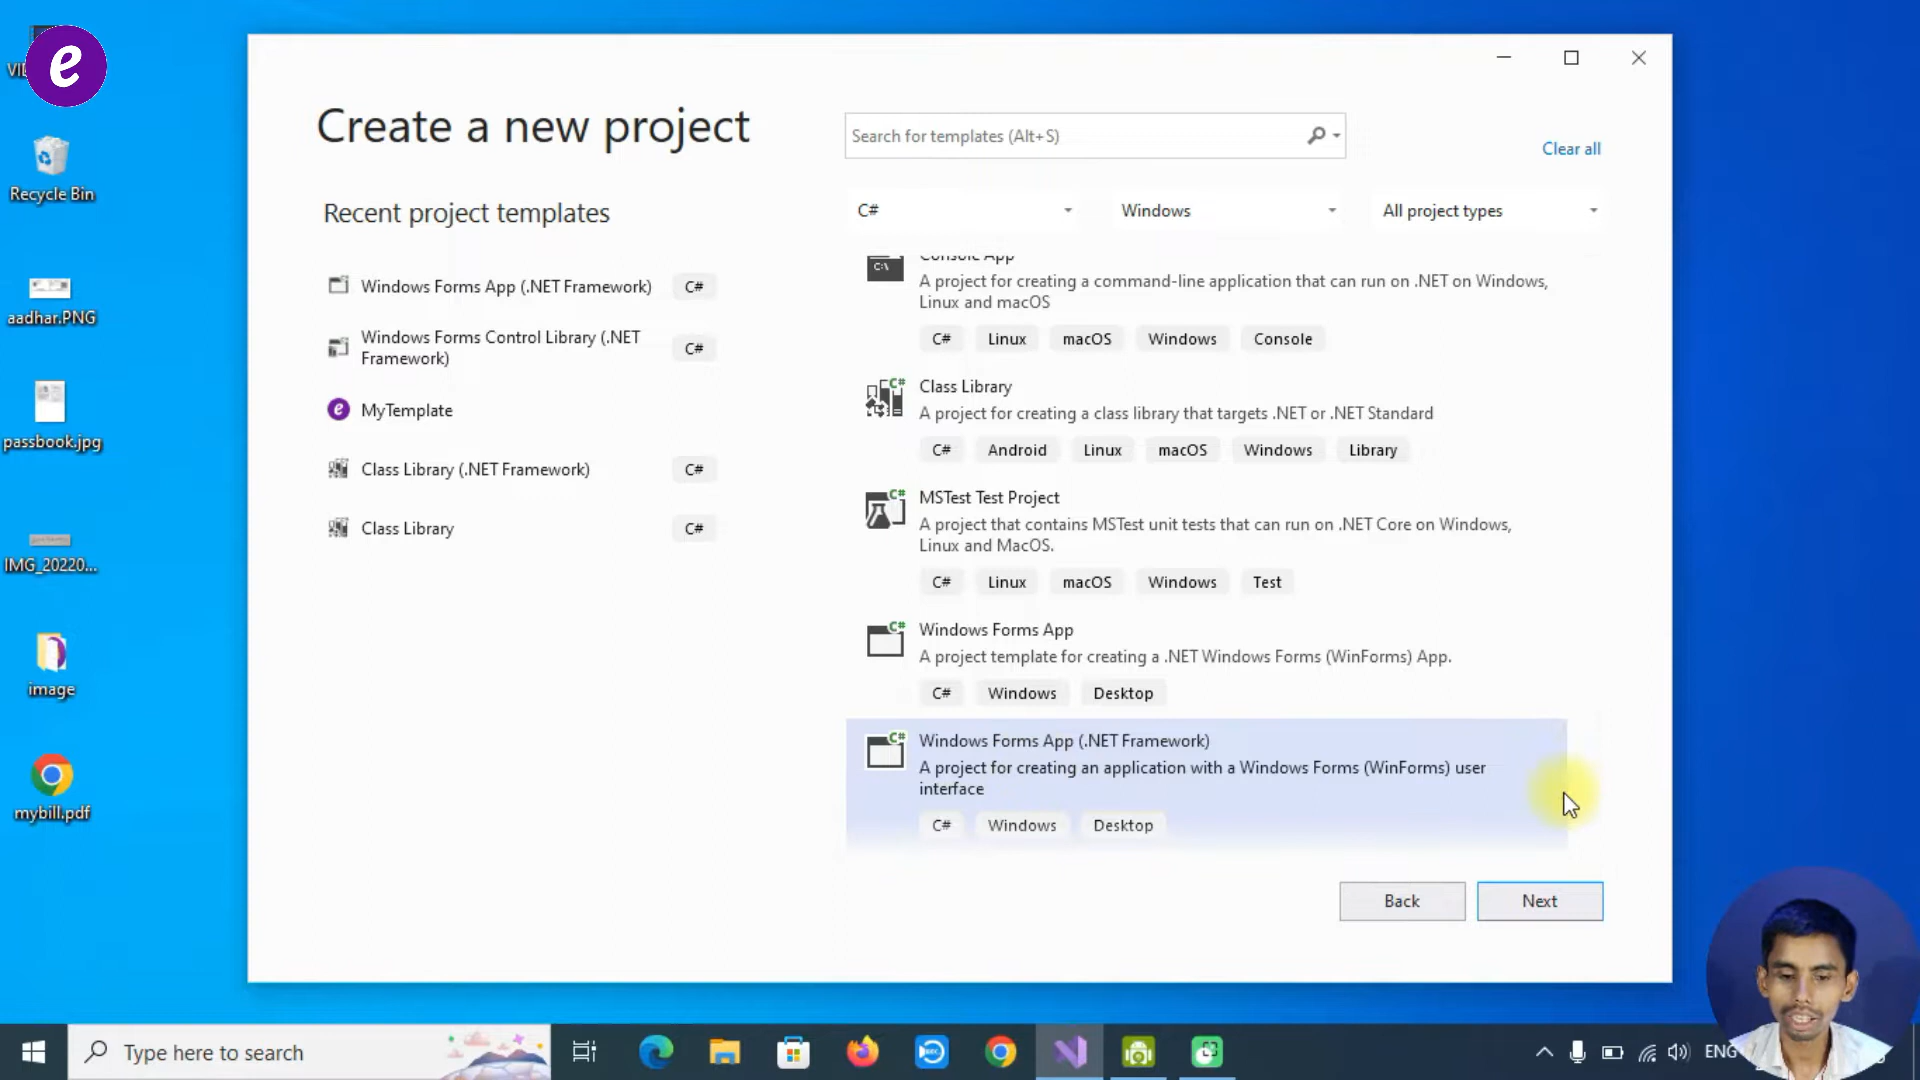 e
VID
Recycle Bin
aadhar.PNG
passbook.jpg
IMG_20220...
image
mybill.pdf
Create a new project
Search for templates (Alt+S)
Clear all
Recent project templates
C#
Windows
All project types
Windows Forms App (.NET Framework)
C#
Windows Forms Control Library (.NET
Framework)
C#
MyTemplate
Class Library (.NET Framework)
C#
Class Library
C#
Console App
A project for creating a command-line application that can run on .NET on Windows,
Linux and macOS
C# Linux macOS Windows Console
Class Library
A project for creating a class library that targets .NET or .NET Standard
C# Android Linux macOS Windows Library
MSTest Test Project
A project that contains MSTest unit tests that can run on .NET Core on Windows,
Linux and MacOS.
C# Linux macOS Windows Test
Windows Forms App
A project template for creating a .NET Windows Forms (WinForms) App.
C# Windows Desktop
Windows Forms App (.NET Framework)
A project for creating an application with a Windows Forms (WinForms) user
interface
C# Windows Desktop
Back
Next
Type here to search
ENG